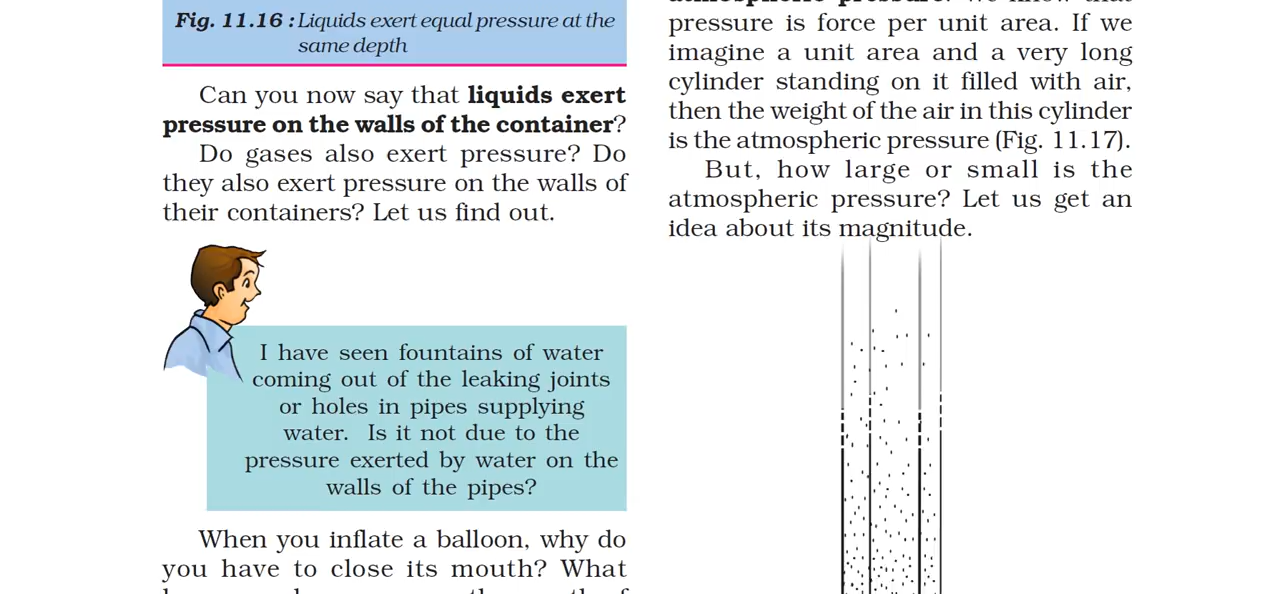 Fig. 11.16 : Liquids exert equal pressure at the
same depth
Can you now say that liquids exert
pressure on the walls of the container?
Do gases also exert pressure? Do
they also exert pressure on the walls of
their containers? Let us find out.
I have seen fountains of water
coming out of the leaking joints
or holes in pipes supplying
water. Is it not due to the
pressure exerted by water on the
walls of the pipes?
When you inflate a balloon, why do
you have to close its mouth? What
atmospheric pressure. We know that
pressure is force per unit area. If we
imagine a unit area and a very long
cylinder standing on it filled with air,
then the weight of the air in this cylinder
is the atmospheric pressure (Fig. 11.17).
But, how large or small is the
atmospheric pressure? Let us get an
idea about its magnitude.